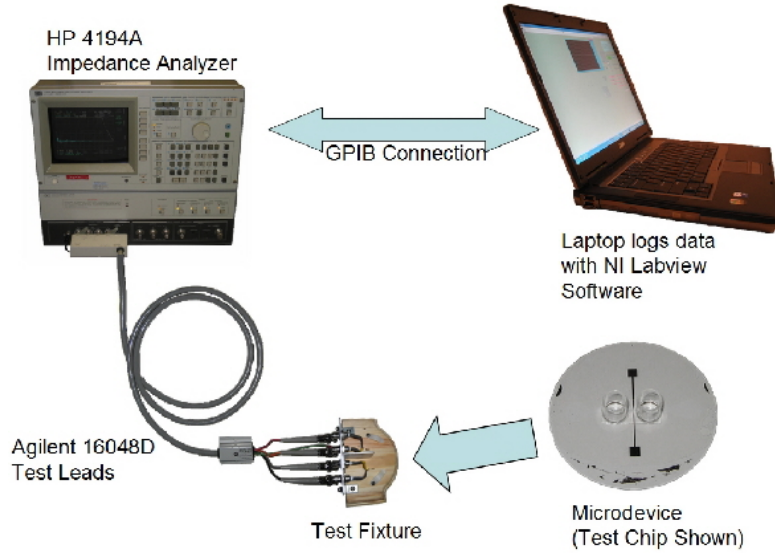 HP 4194A
Impedance Analyzer
GPIB Connection
Laptop logs data
with NI Labview
Software
Agilent 16048D
Test Leads
Test Fixture
Microdevice
(Test Chip Shown)